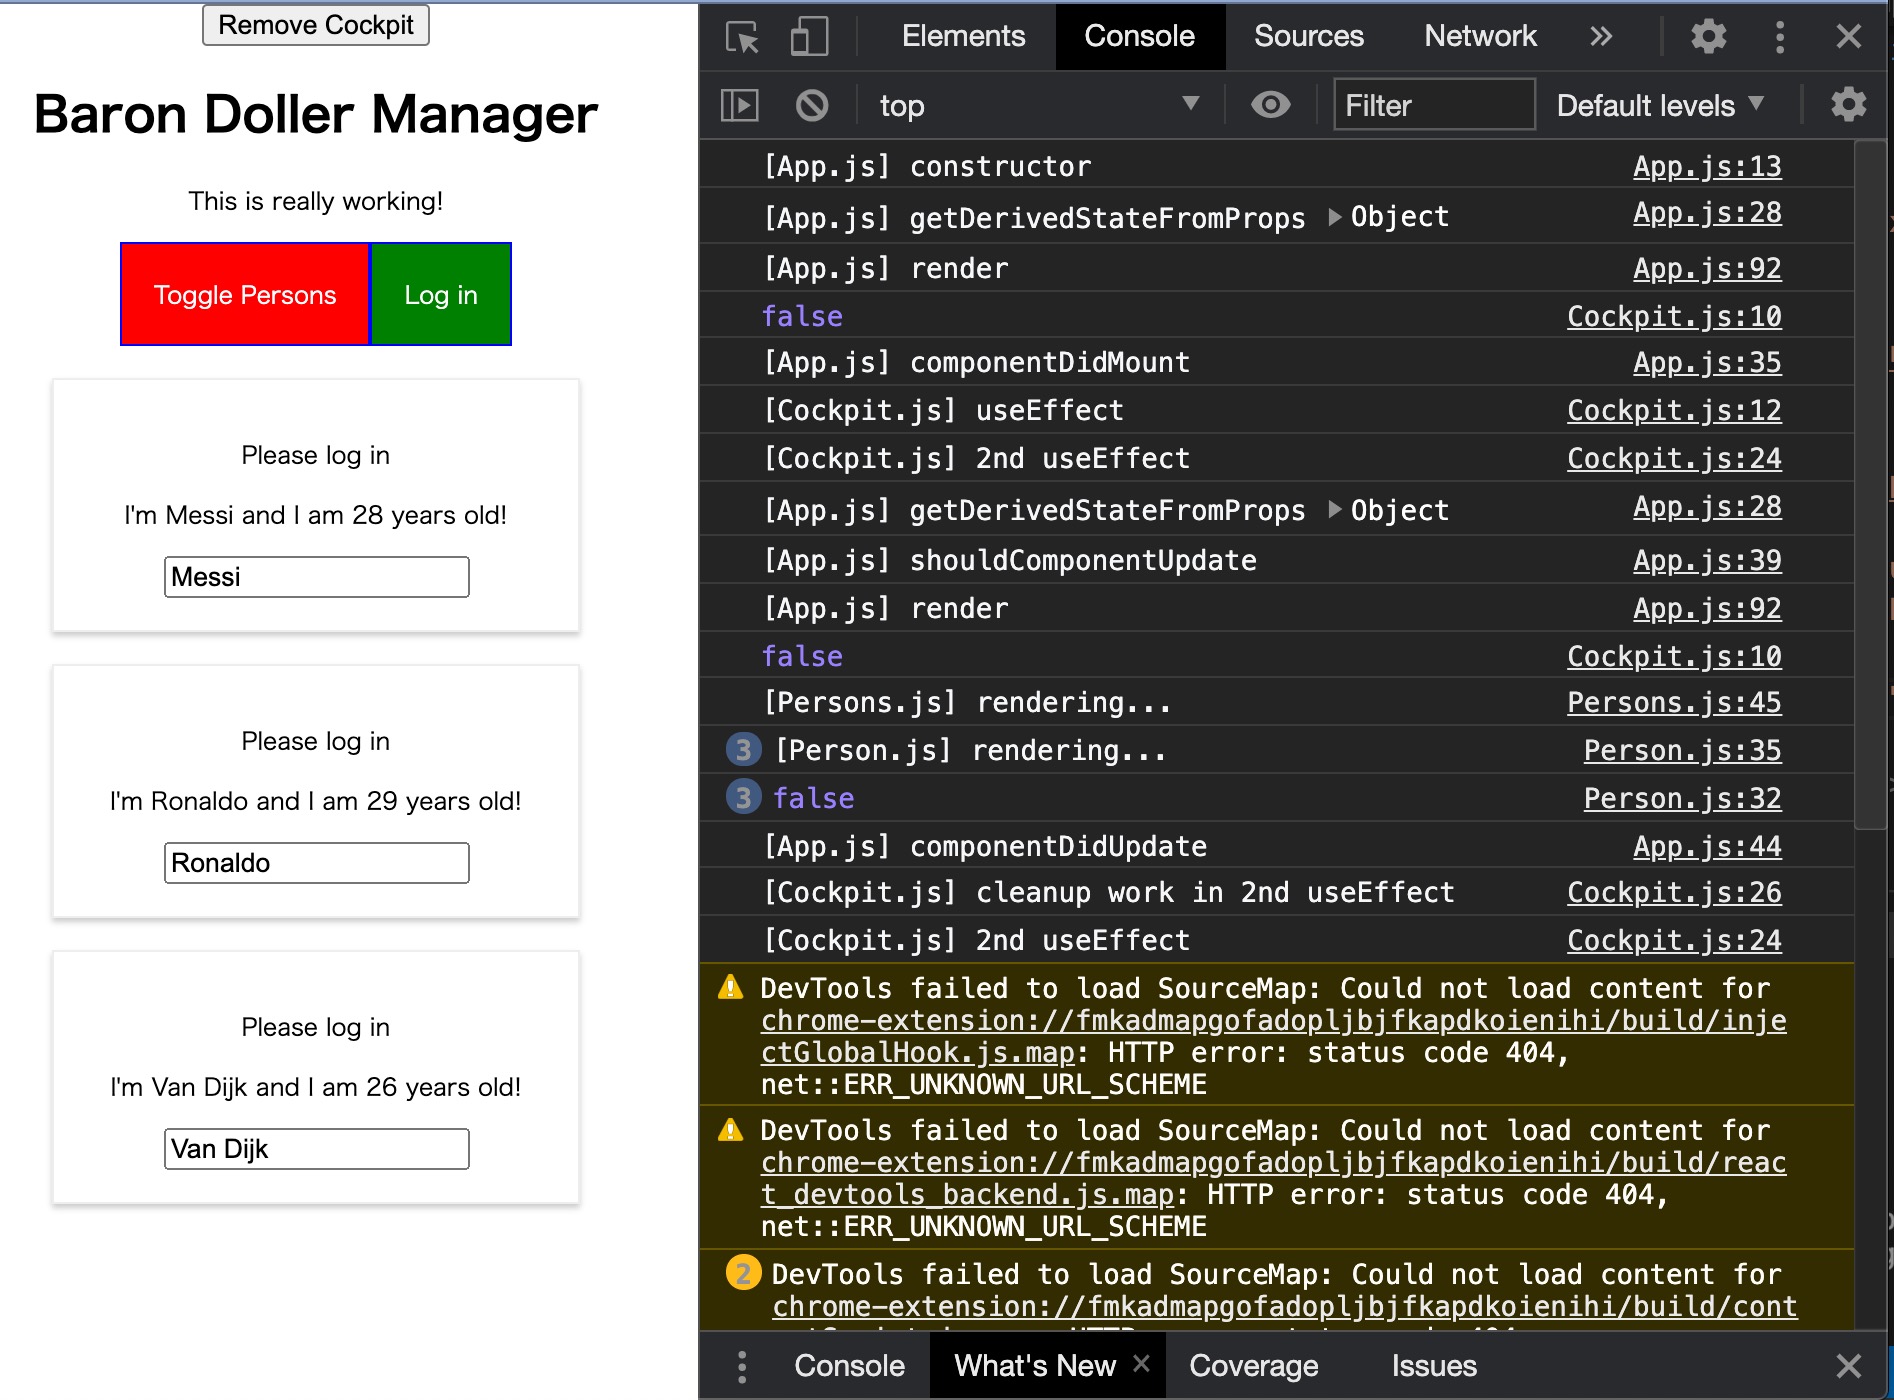 Remove Cockpit
Baron Doller Manager
This is really working!
Toggle Persons
Log in
Please log in
I'm Messi and I am 28 years old!
Messi
Please log in
I'm Ronaldo and I am 29 years old!
Ronaldo
Please log in
I'm Van Dijk and I am 26 years old!
Van Dijk
Elements Console Sources Network »
top Filter Default levels
[App.js] constructor App.js:13
[App.js] getDerivedStateFromProps Object App.js:28
[App.js] render App.js:92
false Cockpit.js:10
[App.js] componentDidMount App.js:35
[Cockpit.js] useEffect Cockpit.js:12
[Cockpit.js] 2nd useEffect Cockpit.js:24
[App.js] getDerivedStateFromProps Object App.js:28
[App.js] shouldComponentUpdate App.js:39
[App.js] render App.js:92
false Cockpit.js:10
[Persons.js] rendering... Persons.js:45
3 [Person.js] rendering... Person.js:35
3 false Person.js:32
[App.js] componentDidUpdate App.js:44
[Cockpit.js] cleanup work in 2nd useEffect Cockpit.js:26
[Cockpit.js] 2nd useEffect Cockpit.js:24
DevTools failed to load SourceMap: Could not load content for
chrome-extension://fmkadmapgofadopljbjfkapdkoienihi/build/inje
ctGlobalHook.js.map: HTTP error: status code 404,
net::ERR_UNKNOWN_URL_SCHEME
DevTools failed to load SourceMap: Could not load content for
chrome-extension://fmkadmapgofadopljbjfkapdkoienihi/build/reac
t_devtools_backend.js.map: HTTP error: status code 404,
net::ERR_UNKNOWN_URL_SCHEME
2 DevTools failed to load SourceMap: Could not load content for
chrome-extension://fmkadmapgofadopljbjfkapdkoienihi/build/cont
Console What's New Coverage Issues